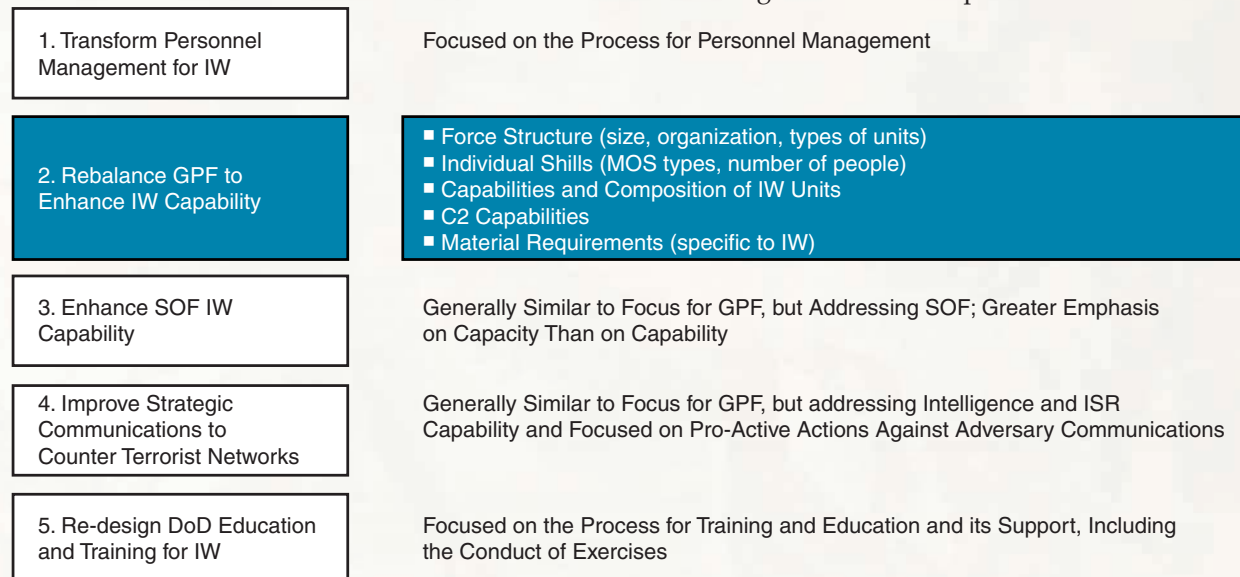 1. Transform Personnel
Management for IW
Focused on the Process for Personnel Management
2. Rebalance GPF to
Enhance IW Capability
▪ Force Structure (size, organization, types of units)
▪ Individual Shills (MOS types, number of people)
▪ Capabilities and Composition of IW Units
▪ C2 Capabilities
▪ Material Requirements (specific to IW)
3. Enhance SOF IW
Capability
Generally Similar to Focus for GPF, but Addressing SOF; Greater Emphasis
on Capacity Than on Capability
4. Improve Strategic
Communications to
Counter Terrorist Networks
Generally Similar to Focus for GPF, but addressing Intelligence and ISR
Capability and Focused on Pro-Active Actions Against Adversary Communications
5. Re-design DoD Education
and Training for IW
Focused on the Process for Training and Education and its Support, Including
the Conduct of Exercises